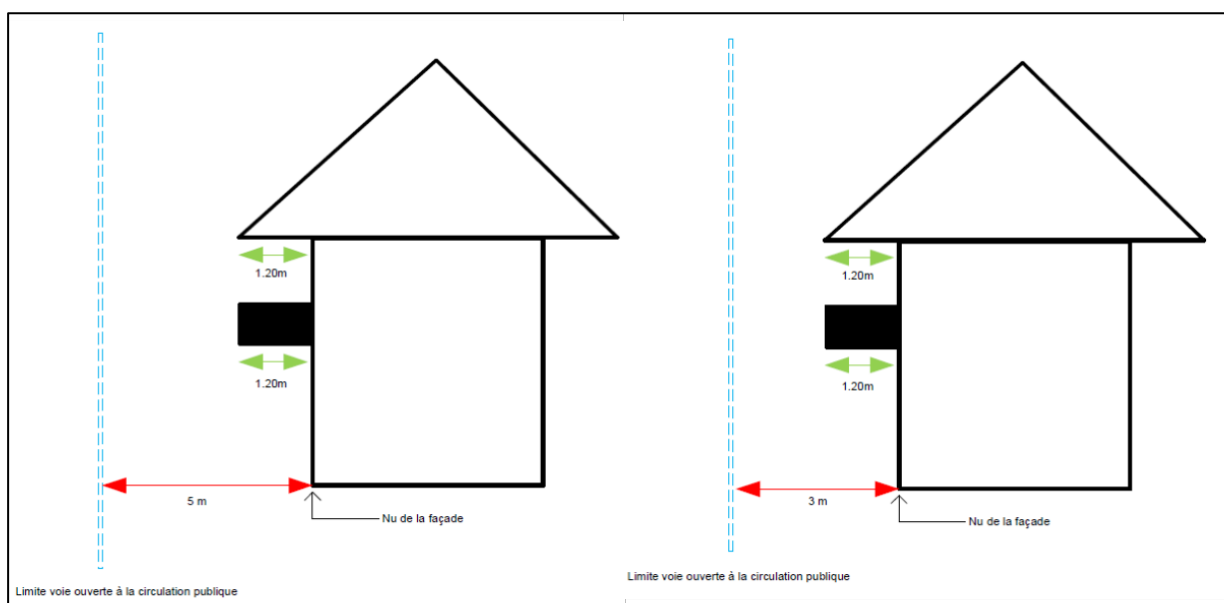 1.20m
1.20m
5 m
Nu de la façade
Limite voie ouverte à la circulation publique
1.20m
1.20m
3 m
Nu de la façade
Limite voie ouverte à la circulation publique